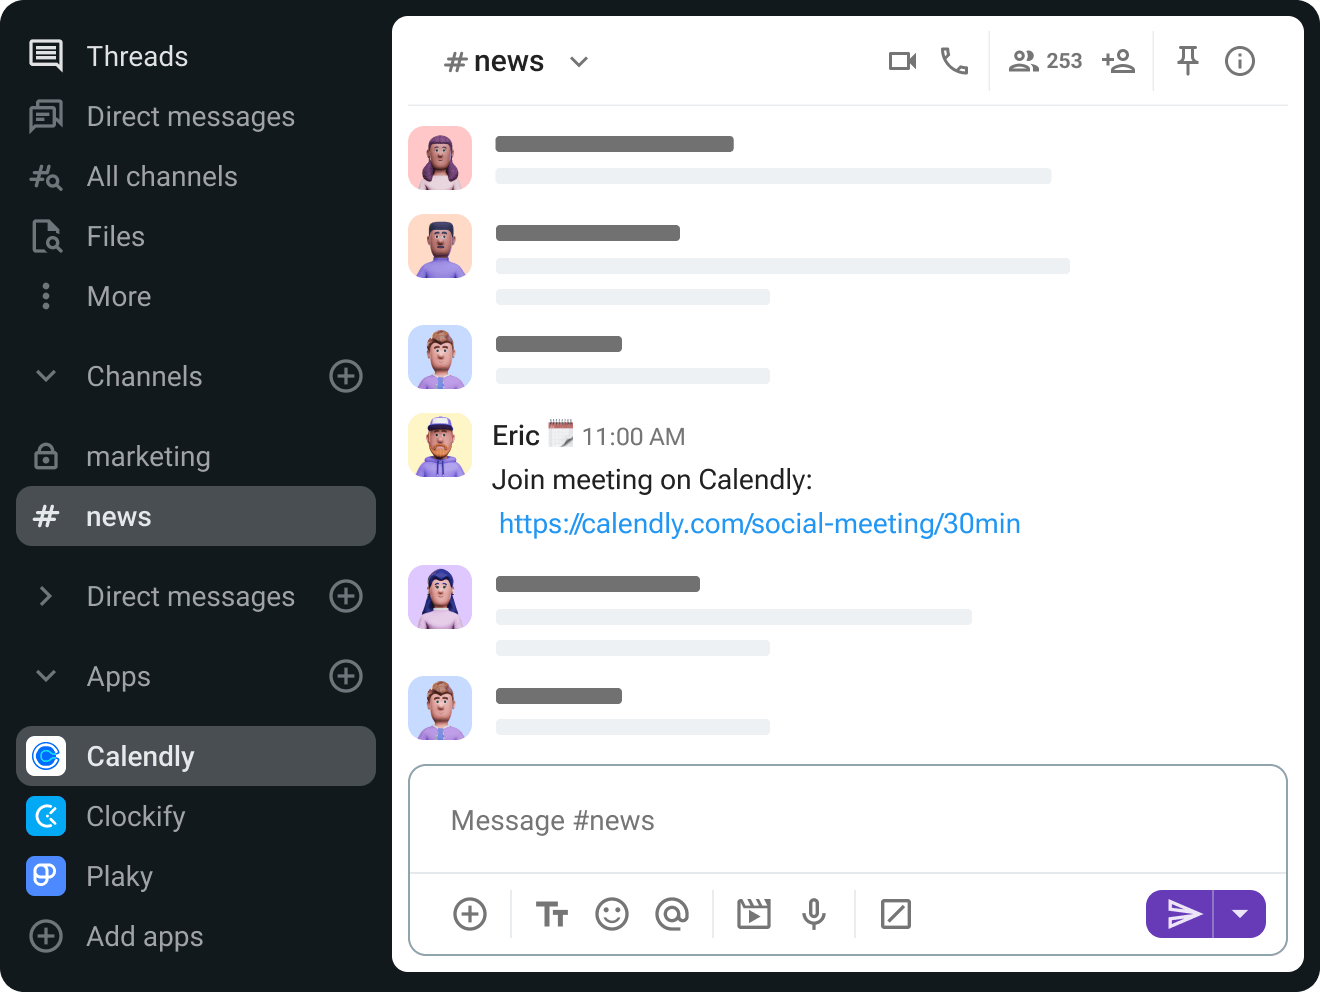 Threads
Direct messages
All channels
Files
More
Channels
marketing
# news
Direct messages
Apps
Calendly
Clockify
Plaky
Add apps
# news
253
Eric 11:00 AM
Join meeting on Calendly:
https://calendly.com/social-meeting/30min
Message #news